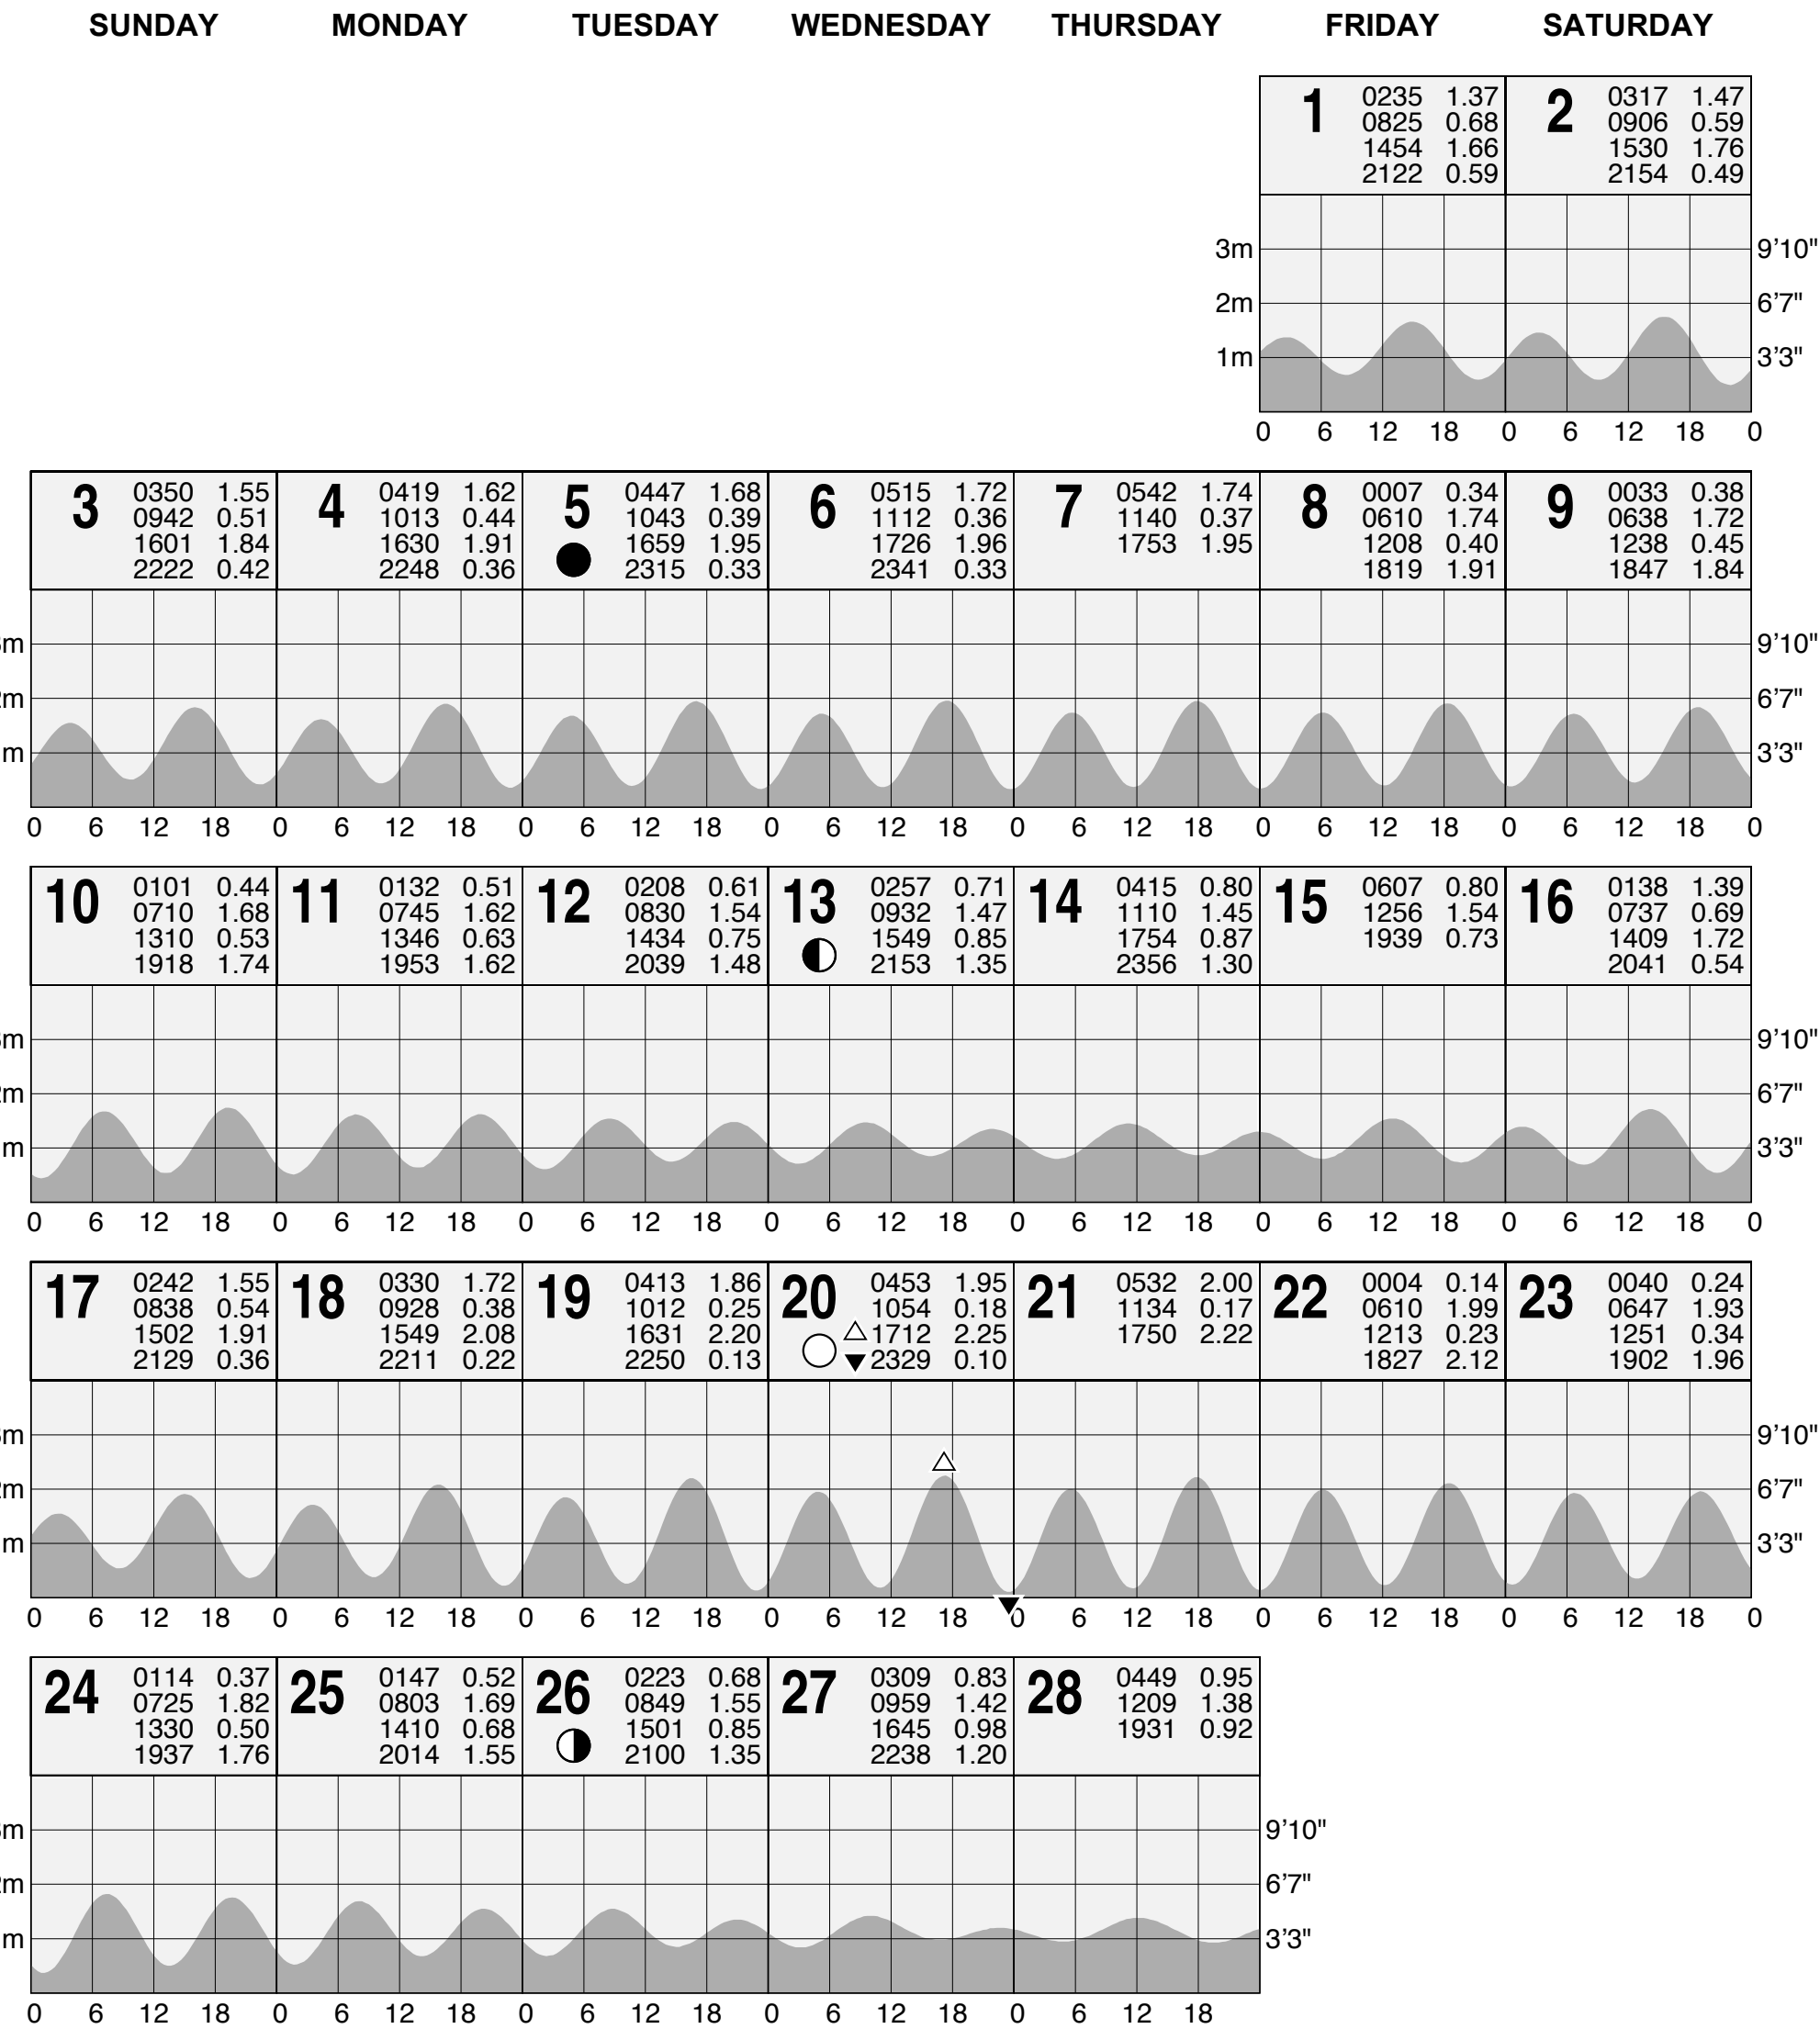 SUNDAY MONDAY TUESDAY WEDNESDAY THURSDAY FRIDAY SATURDAY
1 0235 1.37 2 0317 1.47
0825 0.68 0906 0.59
1454 1.66 1530 1.76
2122 0.59 2154 0.49
3m 9'10"
2m 6'7"
1m 3'3"
0 6 12 18 0 6 12 18 0
3 0350 1.55 4 0419 1.62 5 0447 1.68 6 0515 1.72 7 0542 1.74 8 0007 0.34 9 0033 0.38
0942 0.51 1013 0.44 1043 0.39 1112 0.36 1140 0.37 0610 1.74 0638 1.72
1601 1.84 1630 1.91 1659 1.95 1726 1.96 1753 1.95 1208 0.40 1238 0.45
2222 0.42 2248 0.36 2315 0.33 2341 0.33 1819 1.91 1847 1.84
m 9'10"
m 6'7"
m 3'3"
0 6 12 18 0 6 12 18 0 6 12 18 0 6 12 18 0 6 12 18 0 6 12 18 0 6 12 18 0
10 0101 0.44 11 0132 0.51 12 0208 0.61 13 0257 0.71 14 0415 0.80 15 0607 0.80 16 0138 1.39
0710 1.68 0745 1.62 0830 1.54 0932 1.47 1110 1.45 1256 1.54 0737 0.69
1310 0.53 1346 0.63 1434 0.75 1549 0.85 1754 0.87 1939 0.73 1409 1.72
1918 1.74 1953 1.62 2039 1.48 2153 1.35 2356 1.30 2041 0.54
m 9'10"
m 6'7"
m 3'3"
0 6 12 18 0 6 12 18 0 6 12 18 0 6 12 18 0 6 12 18 0 6 12 18 0 6 12 18 0
17 0242 1.55 18 0330 1.72 19 0413 1.86 20 0453 1.95 21 0532 2.00 22 0004 0.14 23 0040 0.24
0838 0.54 0928 0.38 1012 0.25 1054 0.18 1134 0.17 0610 1.99 0647 1.93
1502 1.91 1549 2.08 1631 2.20 1712 2.25 1750 2.22 1213 0.23 1251 0.34
2129 0.36 2211 0.22 2250 0.13 2329 0.10 1827 2.12 1902 1.96
m 9'10"
m 6'7"
m 3'3"
0 6 12 18 0 6 12 18 0 6 12 18 0 6 12 18 0 6 12 18 0 6 12 18 0 6 12 18 0
24 0114 0.37 25 0147 0.52 26 0223 0.68 27 0309 0.83 28 0449 0.95
0725 1.82 0803 1.69 0849 1.55 0959 1.42 1209 1.38
1330 0.50 1410 0.68 1501 0.85 1645 0.98 1931 0.92
1937 1.76 2014 1.55 2100 1.35 2238 1.20
m 9'10"
m 6'7"
m 3'3"
0 6 12 18 0 6 12 18 0 6 12 18 0 6 12 18 0 6 12 18